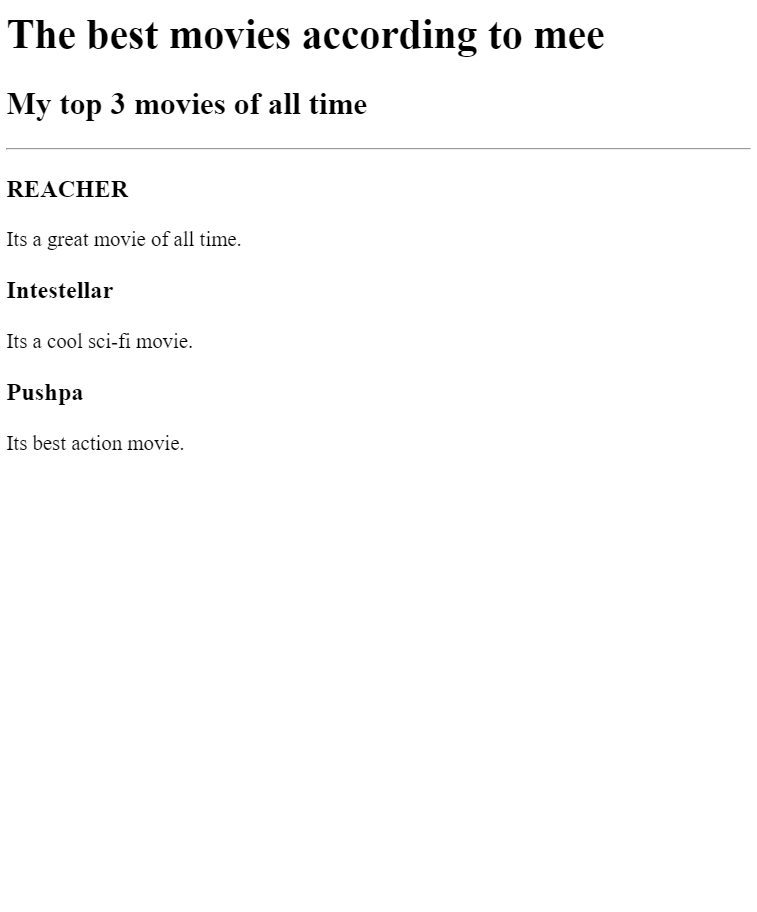 The best movies according to mee
My top 3 movies of all time
REACHER
Its a great movie of all time.
Intestellar
Its a cool sci-fi movie.
Pushpa
Its best action movie.